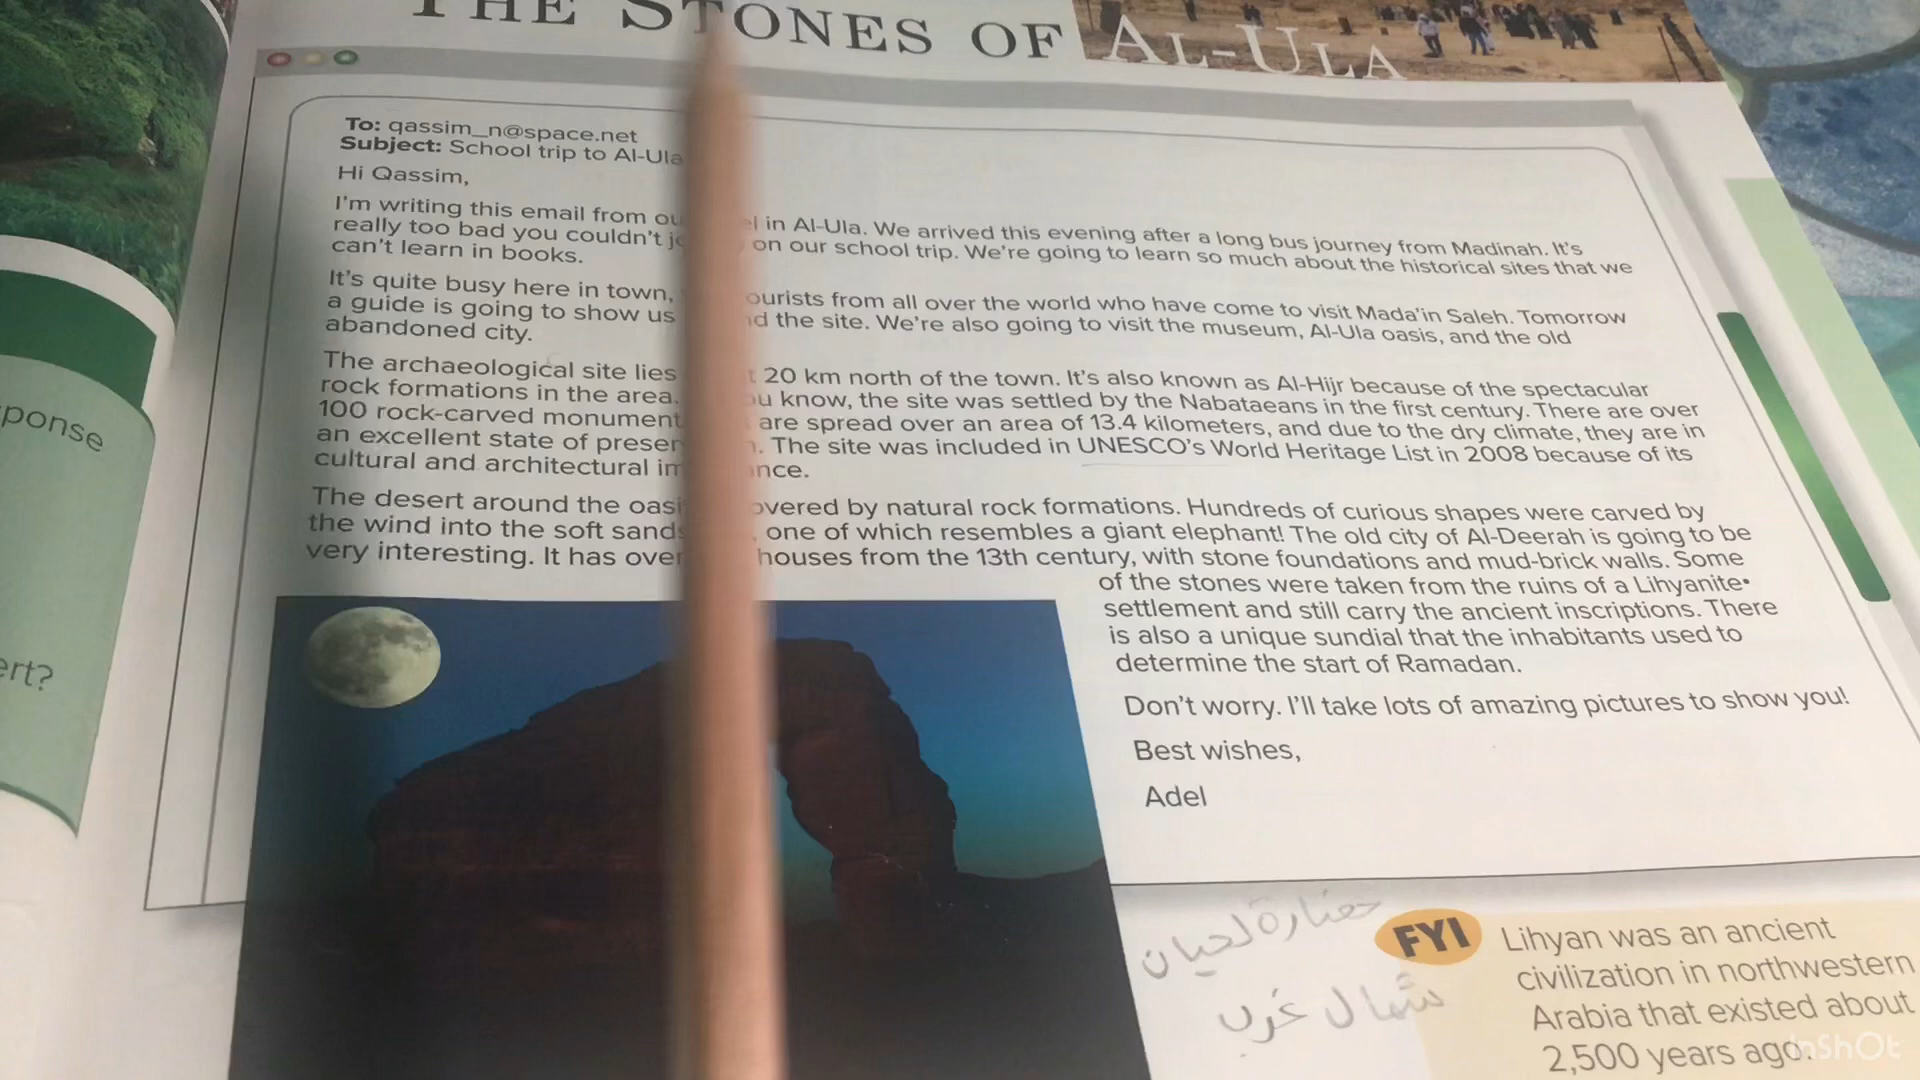 THE STONES OF AL-ULA
To: qassim_n@space.net
Subject: School trip to Al-Ula
Hi Qassim,
I'm writing this email from in Al-Ula. We arrived this evening after a long bus journey from Madinah. It's
really too bad you couldn't on our school trip. We're going to learn so much about the historical sites that we
can't learn in books.
It's quite busy here in town, tourists from all over the world who have come to visit Mada'in Saleh. Tomorrow
a guide is going to show us the site. We're also going to visit the museum, Al-Ula oasis, and the old
abandoned city.
The archaeological site lies 20 km north of the town. It's also known as Al-Hijr because of the spectacular
rock formations in the area. know, the site was settled by the Nabataeans in the first century. There are over
100 rock-carved are spread over an area of 13.4 kilometers, and due to the dry climate, they are in
an excellent state of The site was included in UNESCO's World Heritage List in 2008 because of its
cultural and architectural
The desert around the covered by natural rock formations. Hundreds of curious shapes were carved by
the wind into the soft one of which resembles a giant elephant! The old city of Al-Deerah is going to be
very interesting. It has over houses from the 13th century, with stone foundations and mud-brick walls. Some
of the stones were taken from the ruins of a Lihyanite•
settlement and still carry the ancient inscriptions. There
is also a unique sundial that the inhabitants used to
determine the start of Ramadan.
Don't worry. I'll take lots of amazing pictures to show you!
Best wishes,
Adel
ponse
ert?
حضارة لحيان
شمال غرب
FYI
Lihyan was an ancient
civilization in northwestern
Arabia that existed about
2,500 years ago.
InShOt